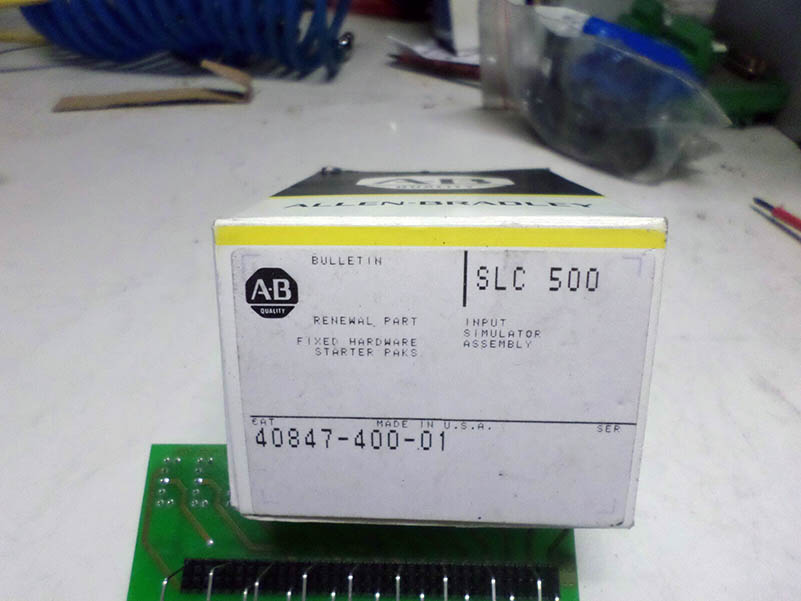 A·B
QUALITY
ALLEN-BRADLEY
BULLETIN
SLC 500
A·B
QUALITY
RENEWAL PART
INPUT
SIMULATOR
ASSEMBLY
FIXED HARDWARE
STARTER PAKS
CAT
MADE IN U.S.A.
SER
40847-400-01